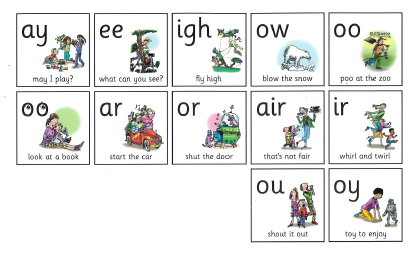 ay
may I play?
ee
what can you see?
igh
fly high
ow
blow the snow
oo
poo at the zoo
oo
look at a book
ar
start the car
or
shut the door
air
that's not fair
ir
whirl and twirl
ou
shout it out
oy
toy to enjoy